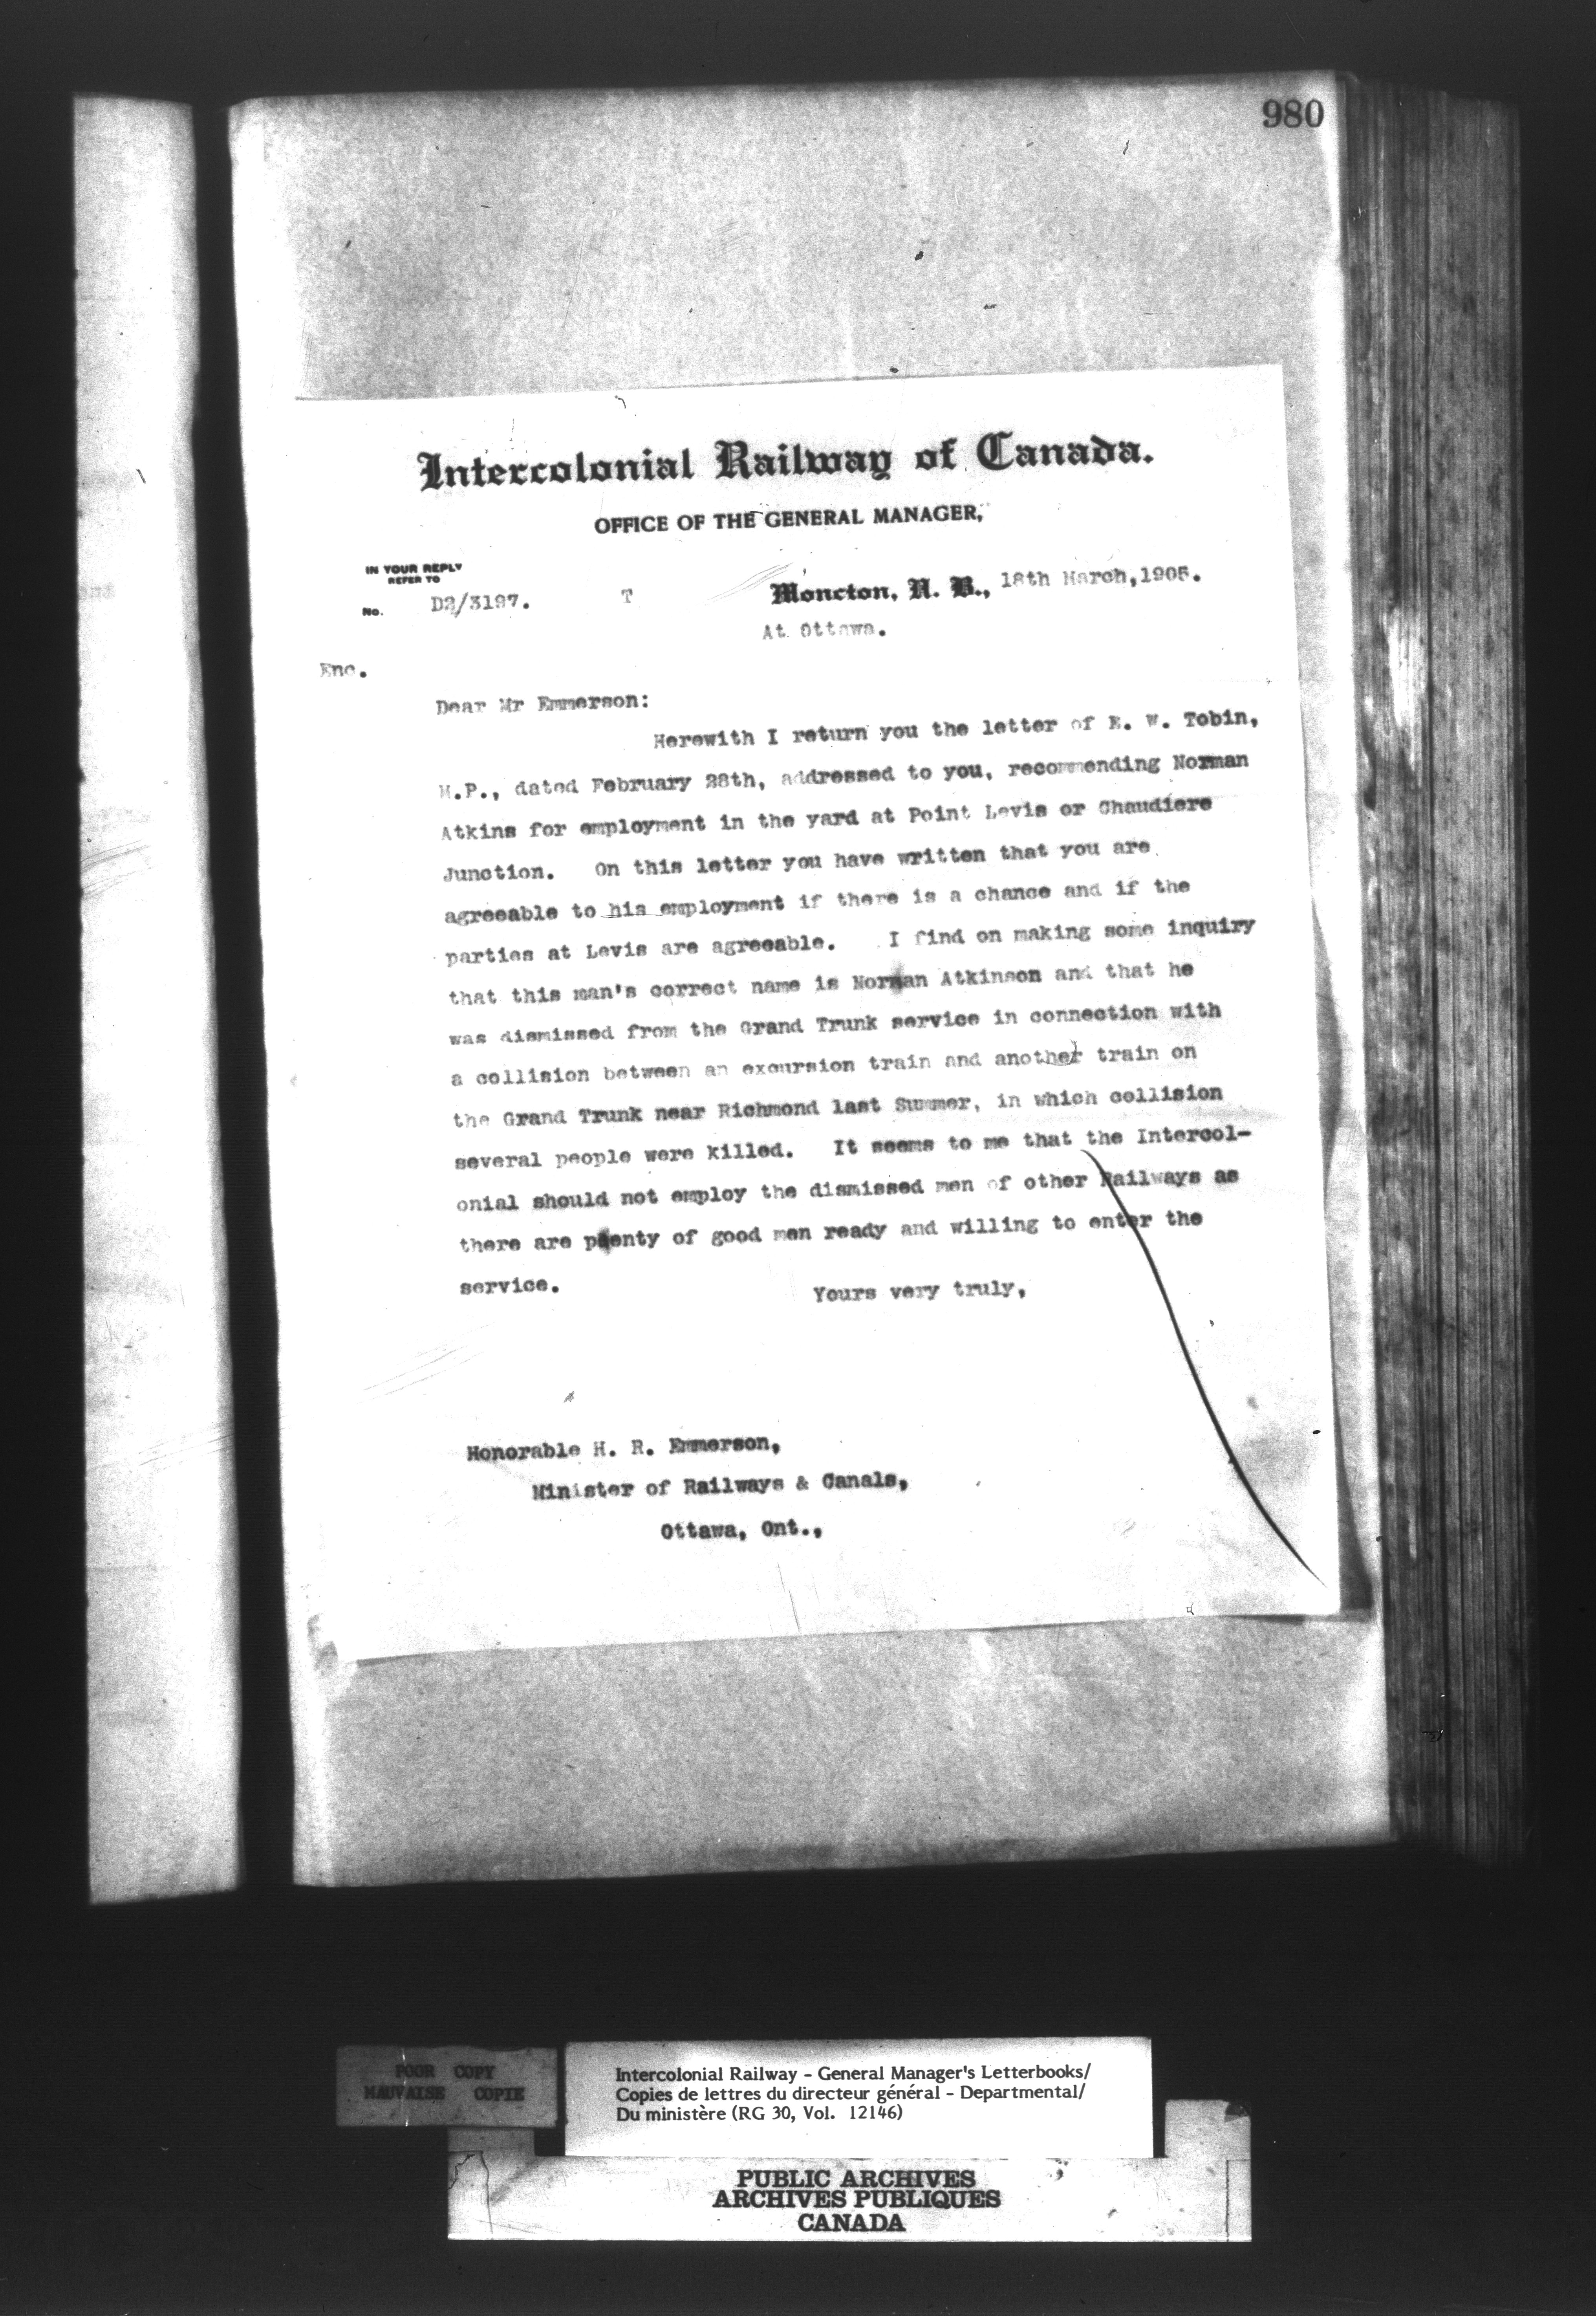 980
Intercolonial Railway of Canada.
OFFICE OF THE GENERAL MANAGER,
IN YOUR REPLY
REFER TO
No. D2/3197. T
Moncton, N. B., 18th March, 1905.
At Ottawa.
Enc.
Dear Mr Emmerson:
Herewith I return you the letter of E. W. Tobin,
M.P., dated February 28th, addressed to you, recommending Norman
Atkins for employment in the yard at Point Levis or Chaudiere
Junction. On this letter you have written that you are
agreeable to his employment if there is a chance and if the
parties at Levis are agreeable. I find on making some inquiry
that this man's correct name is Norman Atkinson and that he
was dismissed from the Grand Trunk service in connection with
a collision between an excursion train and another train on
the Grand Trunk near Richmond last Summer, in which collision
several people were killed. It seems to me that the Intercol-
onial should not employ the dismissed men of other Railways as
there are plenty of good men ready and willing to enter the
service.
Yours very truly,
Honorable H. R. Emmerson,
Minister of Railways & Canals,
Ottawa, Ont.,
POOR COPY
MAUVAISE COPIE
Intercolonial Railway - General Manager's Letterbooks/
Copies de lettres du directeur général - Departmental/
Du ministère (RG 30, Vol. 12146)
PUBLIC ARCHIVES
ARCHIVES PUBLIQUES
CANADA